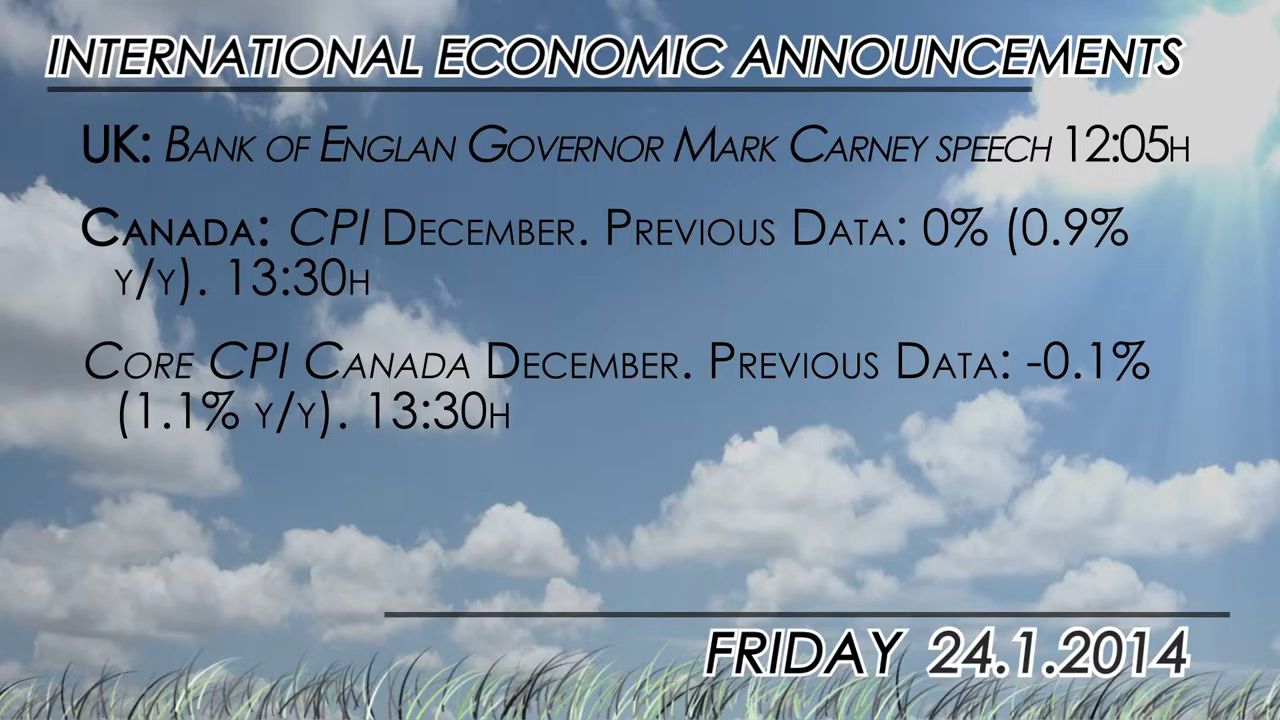 INTERNATIONAL ECONOMIC ANNOUNCEMENTS
UK: Bank of Englan Governor Mark Carney speech 12:05h
Canada: CPI December. Previous Data: 0% (0.9%
y/y). 13:30h
Core CPI Canada December. Previous Data: -0.1%
(1.1% y/y). 13:30h
FRIDAY 24.1.2014